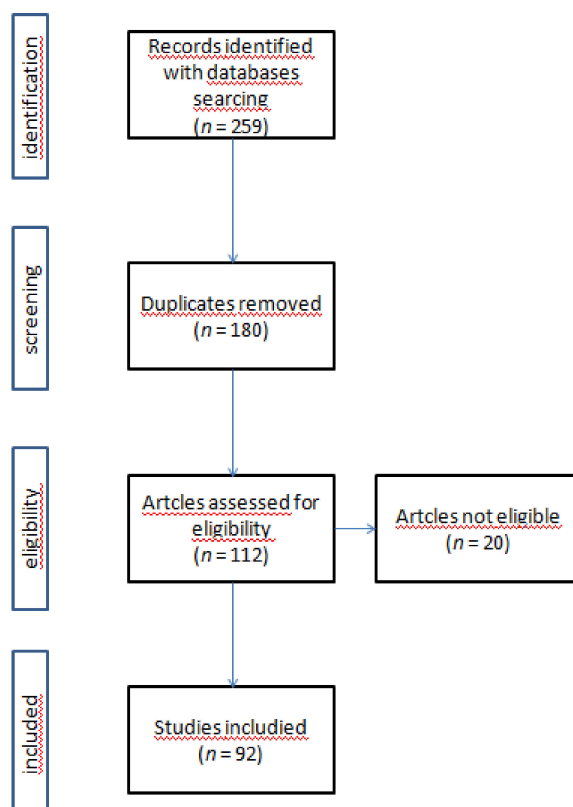 identification
Records identified
with databases
searcing
(n = 259)
screening
Duplicates removed
(n = 180)
eligibility
Artcles assessed for
eligibility
(n = 112)
Artcles not eligible
(n = 20)
included
Studies includied
(n = 92)